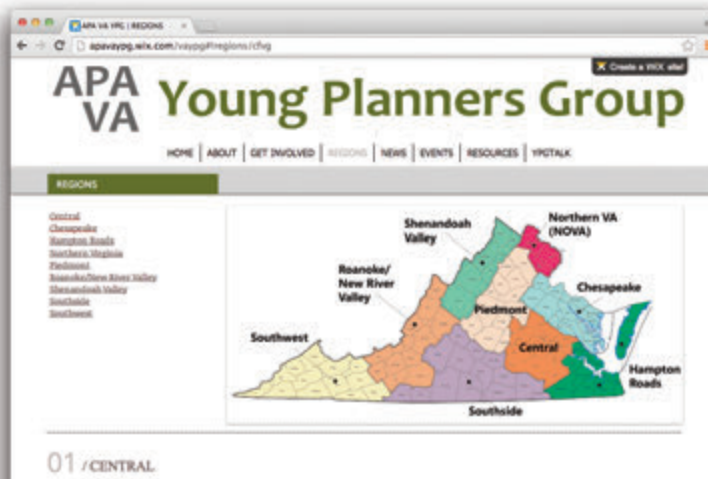 APA VA YPG | REGIONS
apavaypg.wix.com/vaypg#!regions/cfvg
Create a WIX site!
APA
VA
Young Planners Group
HOME | ABOUT | GET INVOLVED | REGIONS | NEWS | EVENTS | RESOURCES | YPGTALK
REGIONS
Central
Chesapeake
Hampton Roads
Northern Virginia
Piedmont
Roanoke/New River Valley
Shenandoah Valley
Southside
Southwest
Shenandoah
Valley
Northern VA
(NOVA)
Roanoke/
New River
Valley
Chesapeake
Piedmont
Southwest
Central
Hampton
Roads
Southside
01 / CENTRAL